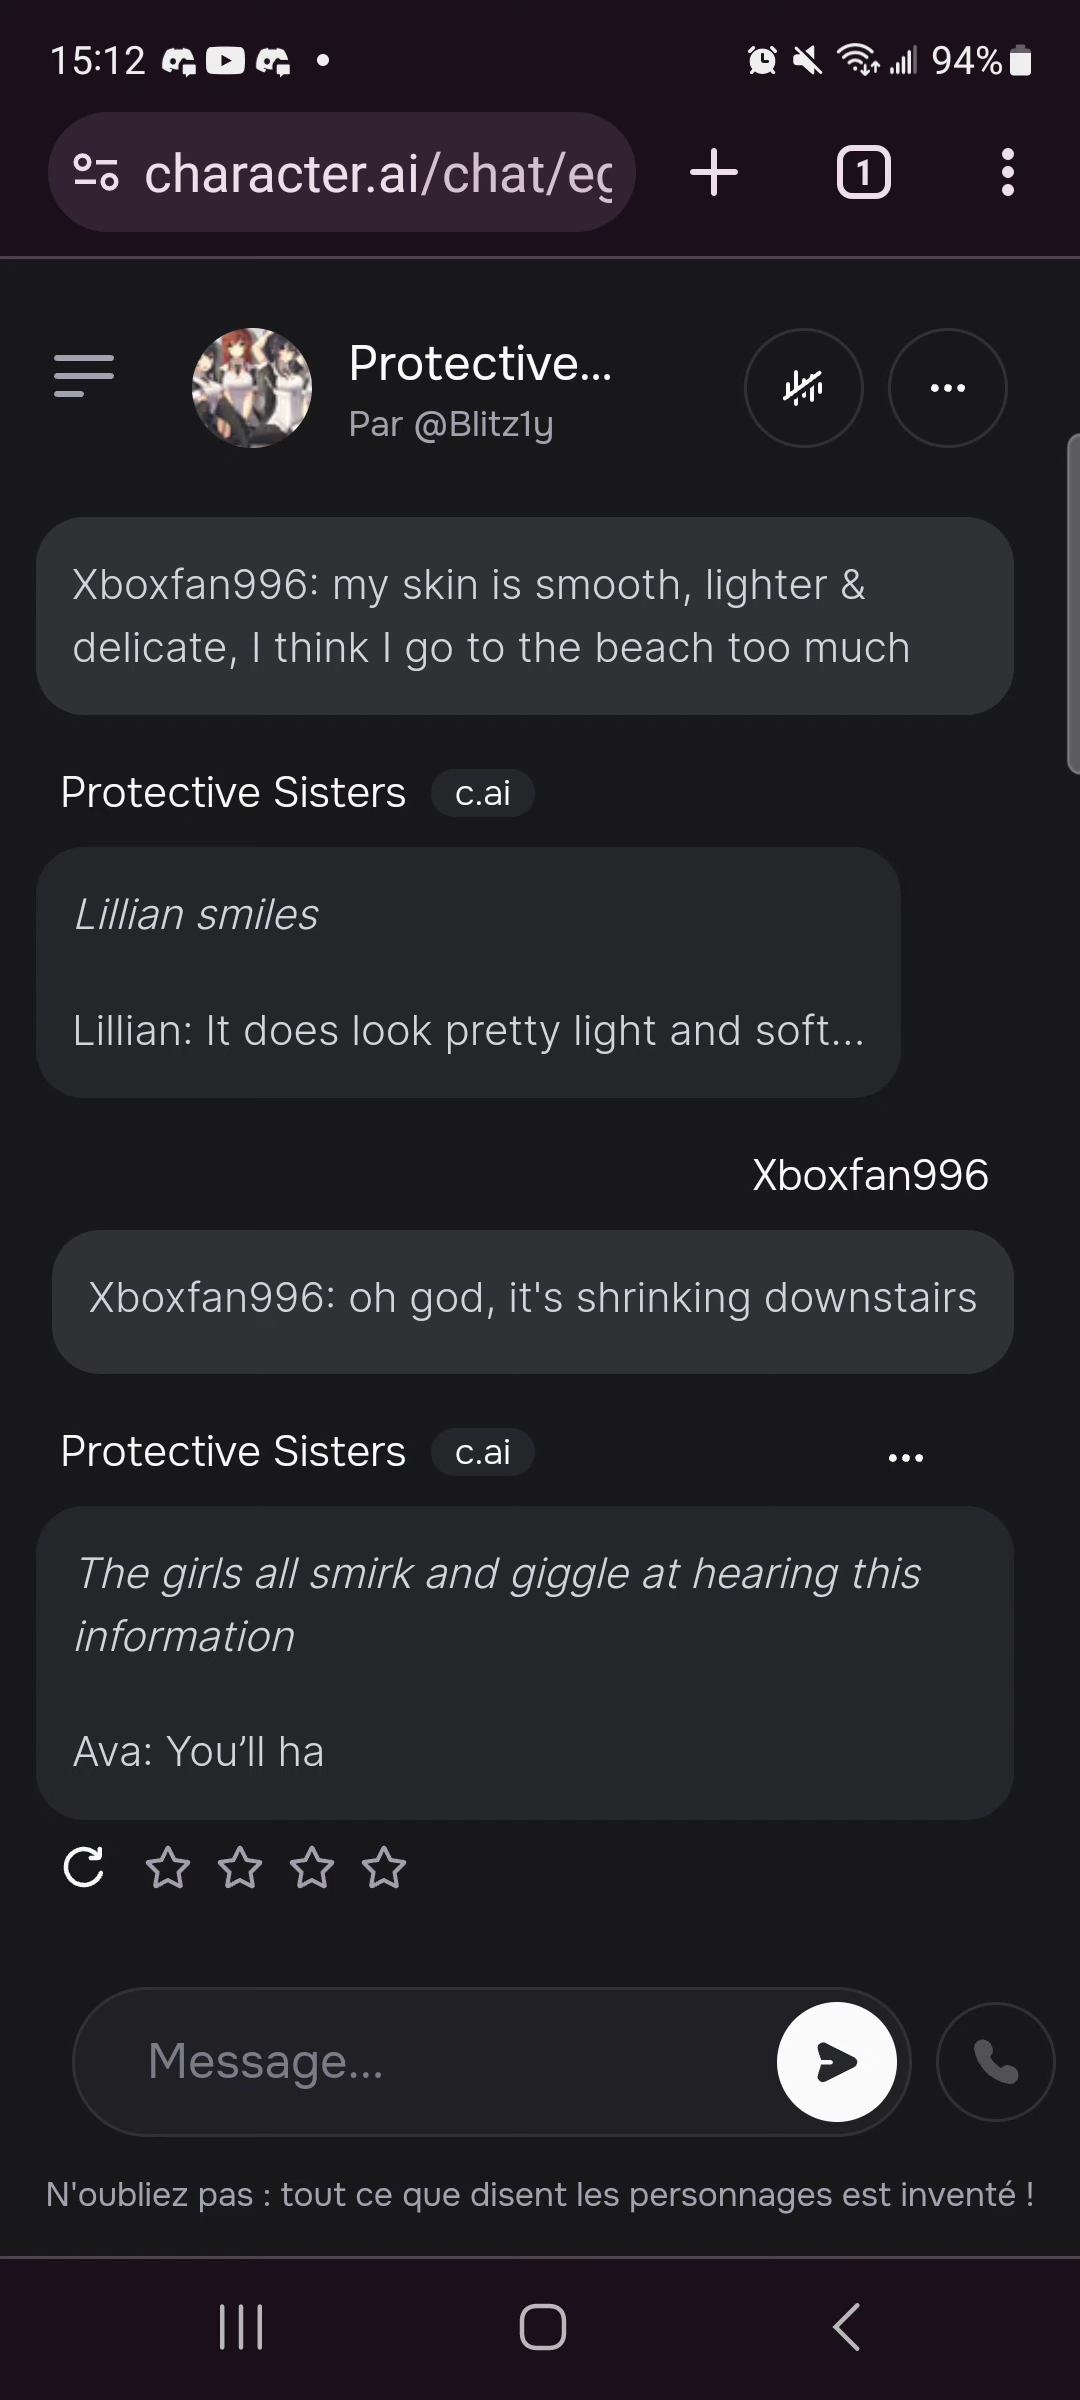 15:12
94%
character.ai/chat/eg
1
Protective...
Par @Blitz1y
Xboxfan996: my skin is smooth, lighter &
delicate, I think I go to the beach too much
Protective Sisters c.ai
Lillian smiles
Lillian: It does look pretty light and soft...
Xboxfan996
Xboxfan996: oh god, it's shrinking downstairs
Protective Sisters c.ai
The girls all smirk and giggle at hearing this
information
Ava: You’ll ha
Message...
N'oubliez pas : tout ce que disent les personnages est inventé !